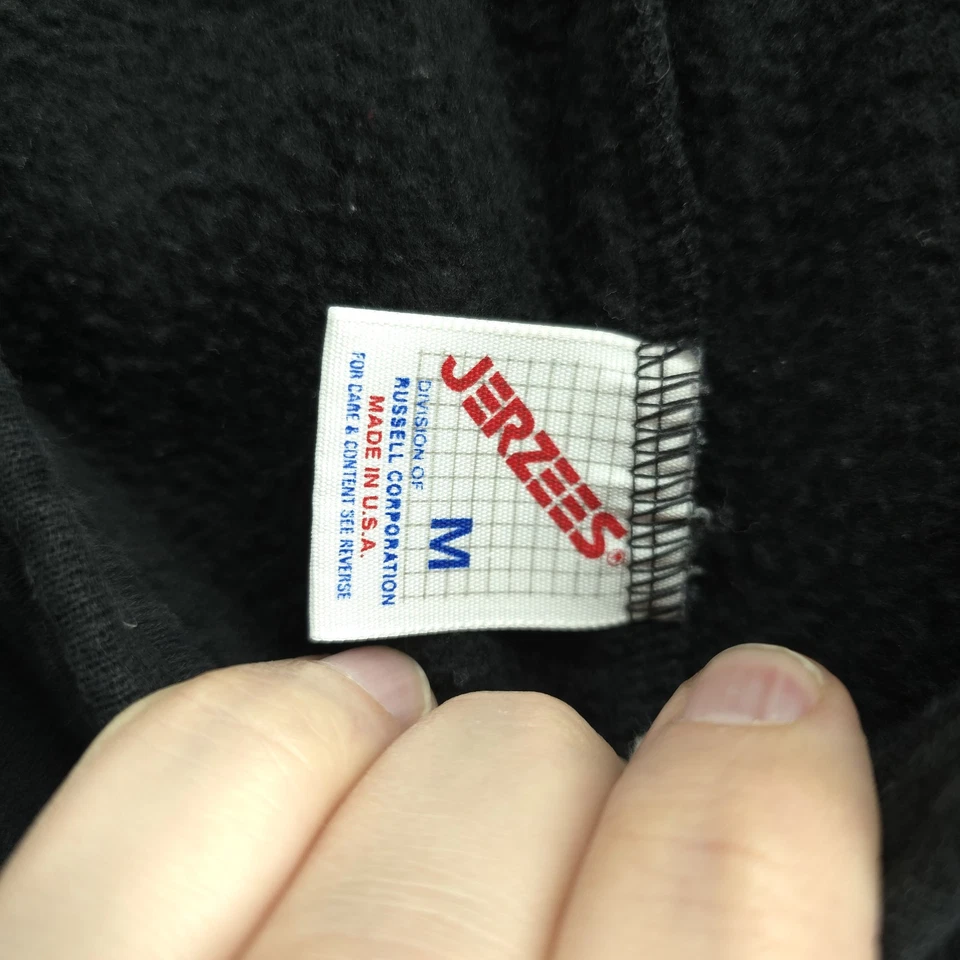 JERZEES®
M
DIVISION OF
RUSSELL CORPORATION
MADE IN U.S.A.
FOR CARE & CONTENT SEE REVERSE